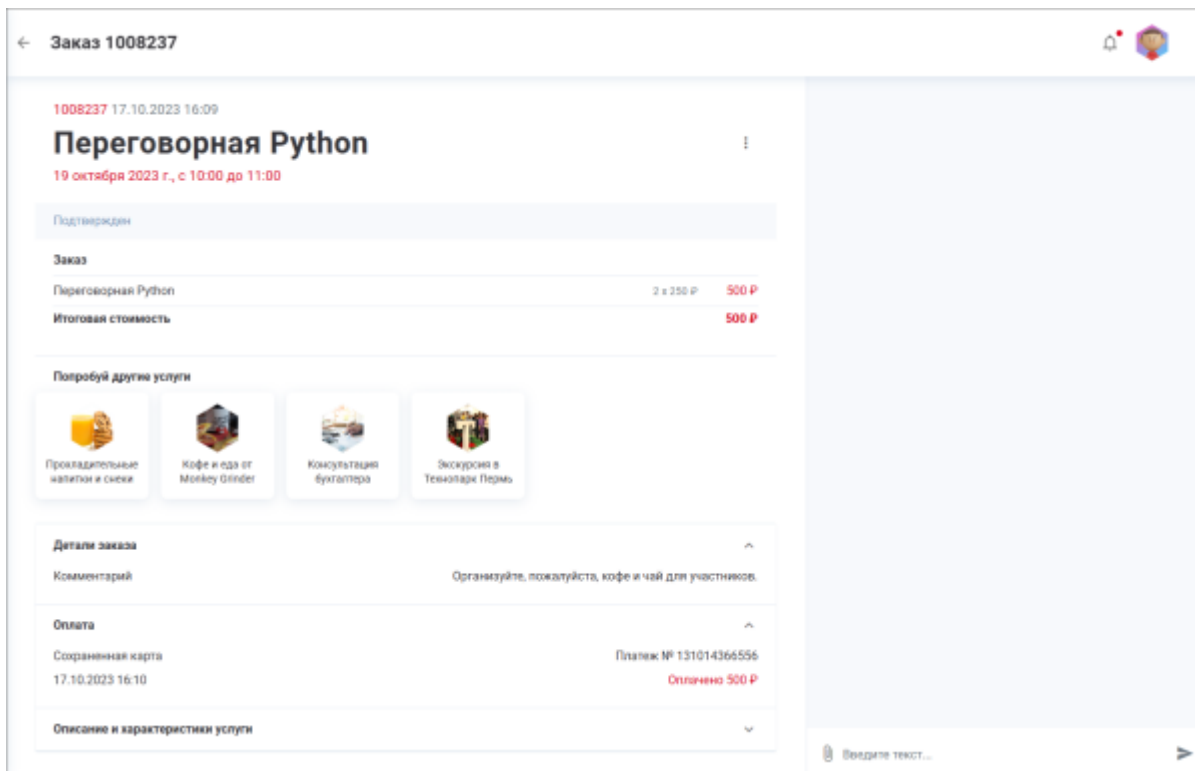 Заказ 1008237
1008237 17.10.2023 16:09
Переговорная Python
19 октября 2023 г., с 10:00 до 11:00
Подтвержден
Заказ
Переговорная Python 2 x 250 ₽ 500 ₽
Итоговая стоимость 500 ₽
Попробуй другие услуги
Прохладительные напитки и снеки
Кофе и еда от Monkey Grinder
Консультация бухгалтера
Экскурсия в Технопарк Пермь
Детали заказа
Комментарий Организуйте, пожалуйста, кофе и чай для участников.
Оплата
Сохраненная карта Платеж № 131014366556
17.10.2023 16:10 Оплачено 500 ₽
Описание и характеристики услуги
Введите текст...